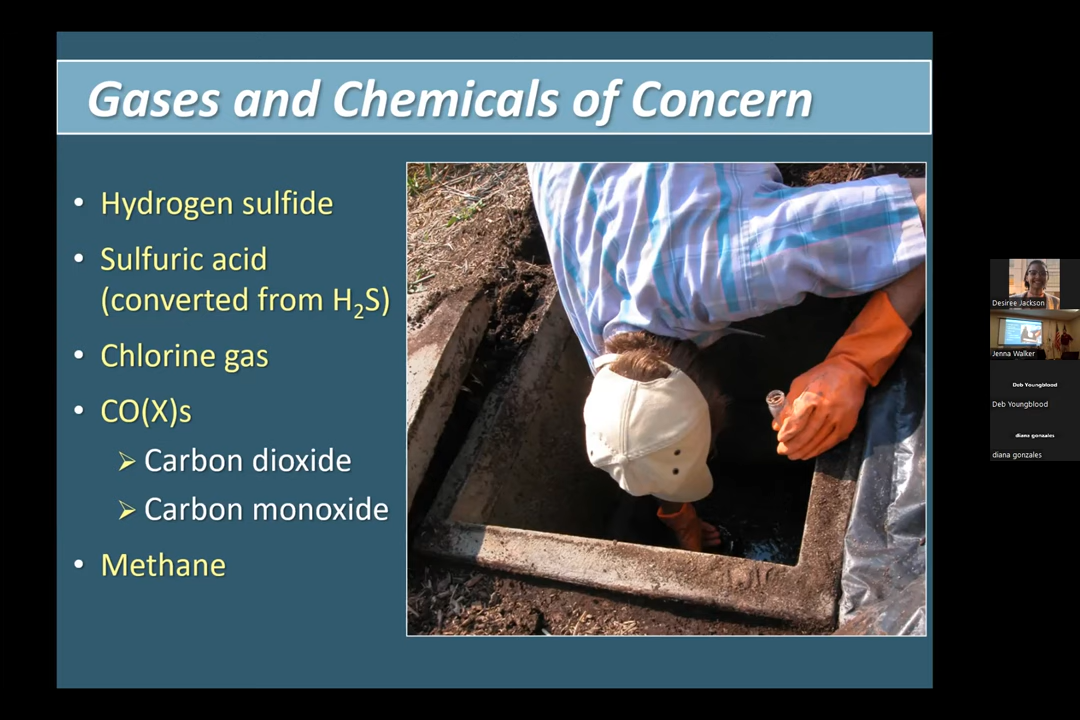 Gases and Chemicals of Concern
• Hydrogen sulfide
• Sulfuric acid
(converted from H₂S)
• Chlorine gas
• CO(X)s
➢ Carbon dioxide
➢ Carbon monoxide
• Methane
Desiree Jackson
Jenna Walker
Deb Youngblood
Deb Youngblood
diana gonzales
diana gonzales